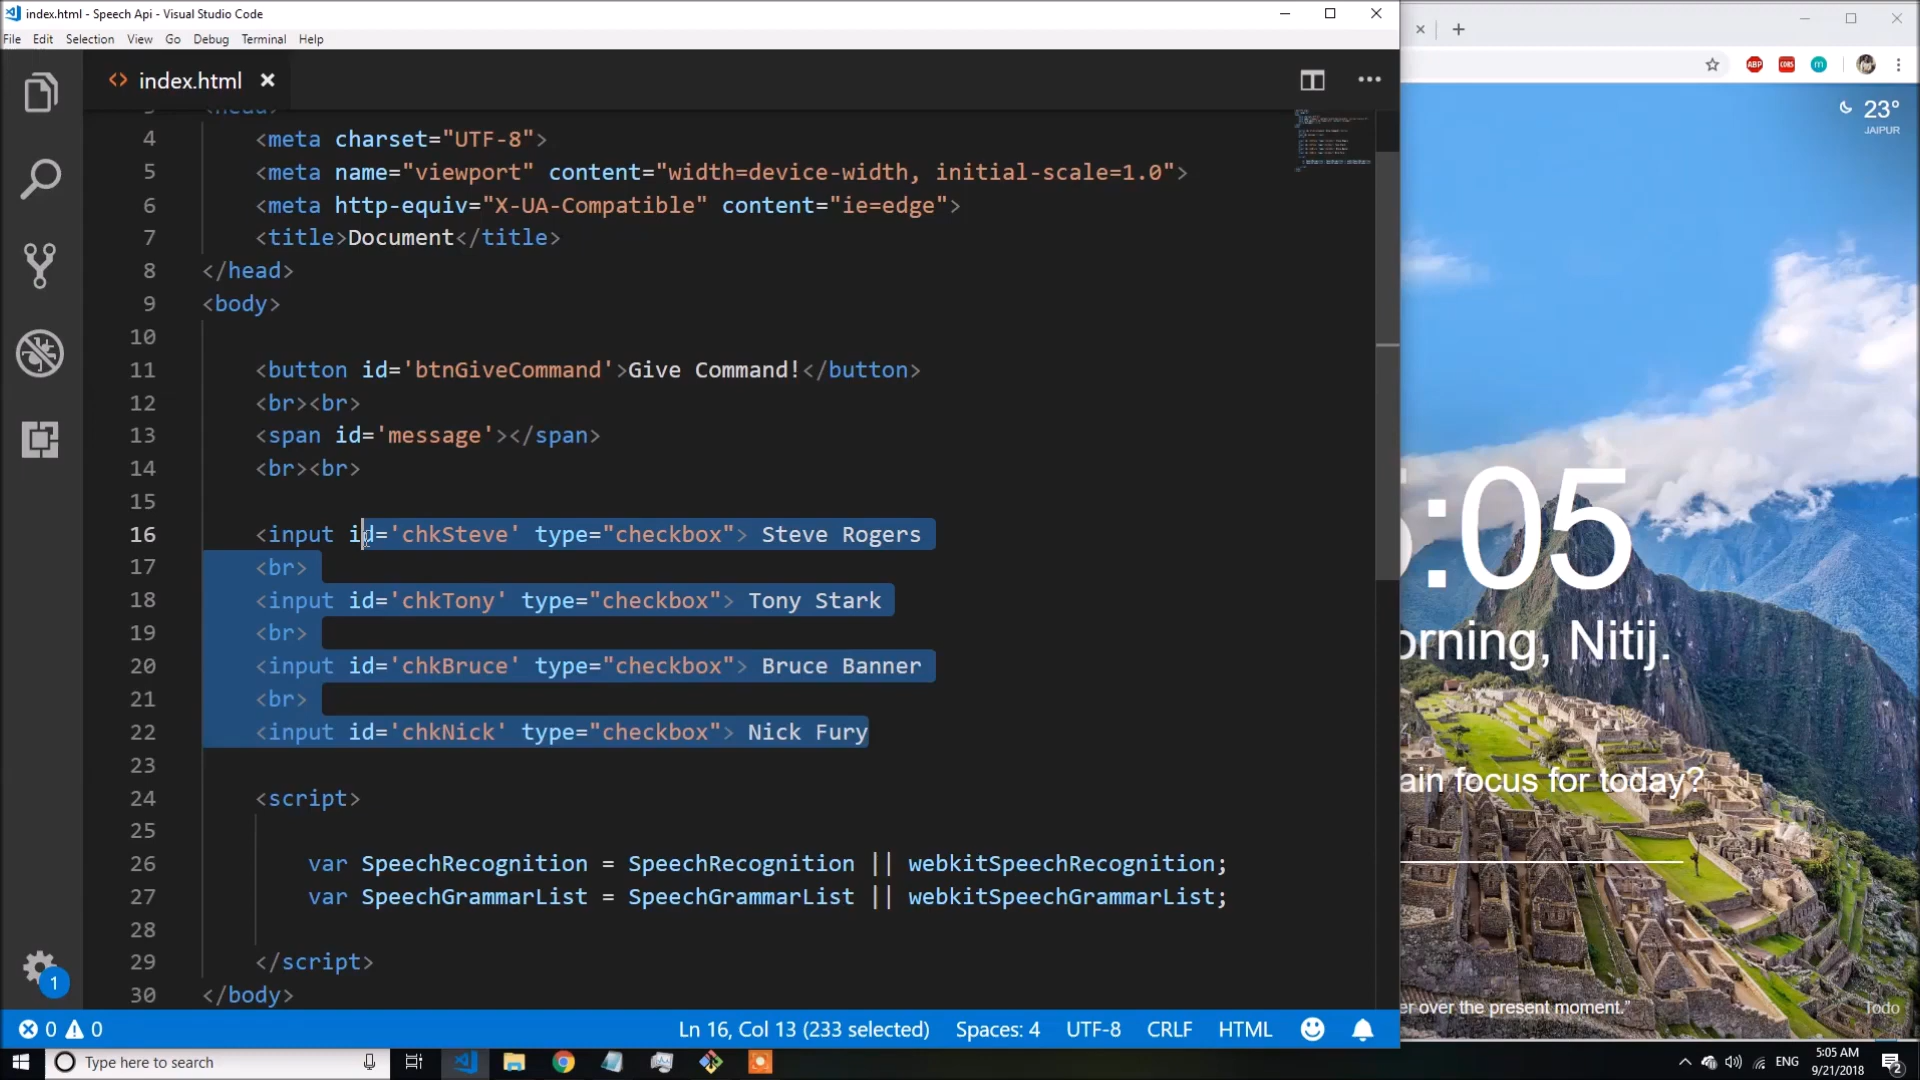 index.html - Speech Api - Visual Studio Code
File Edit Selection View Go Debug Terminal Help
<> index.html
4 <meta charset="UTF-8">
5 <meta name="viewport" content="width=device-width, initial-scale=1.0">
6 <meta http-equiv="X-UA-Compatible" content="ie=edge">
7 <title>Document</title>
8 </head>
9 <body>
10
11 <button id='btnGiveCommand'>Give Command!</button>
12 <br><br>
13 <span id='message'></span>
14 <br><br>
15
16 <input id='chkSteve' type="checkbox"> Steve Rogers
17 <br>
18 <input id='chkTony' type="checkbox"> Tony Stark
19 <br>
20 <input id='chkBruce' type="checkbox"> Bruce Banner
21 <br>
22 <input id='chkNick' type="checkbox"> Nick Fury
23
24 <script>
25
26 var SpeechRecognition = SpeechRecognition || webkitSpeechRecognition;
27 var SpeechGrammarList = SpeechGrammarList || webkitSpeechGrammarList;
28
29 </script>
30 </body>
1
0 0
Ln 16, Col 13 (233 selected) Spaces: 4 UTF-8 CRLF HTML
ABP
m
23°
JAIPUR
:05
orning, Nitij.
ain focus for today?
er over the present moment.”
Todo
Type here to search
ENG
5:05 AM
9/21/2018
2